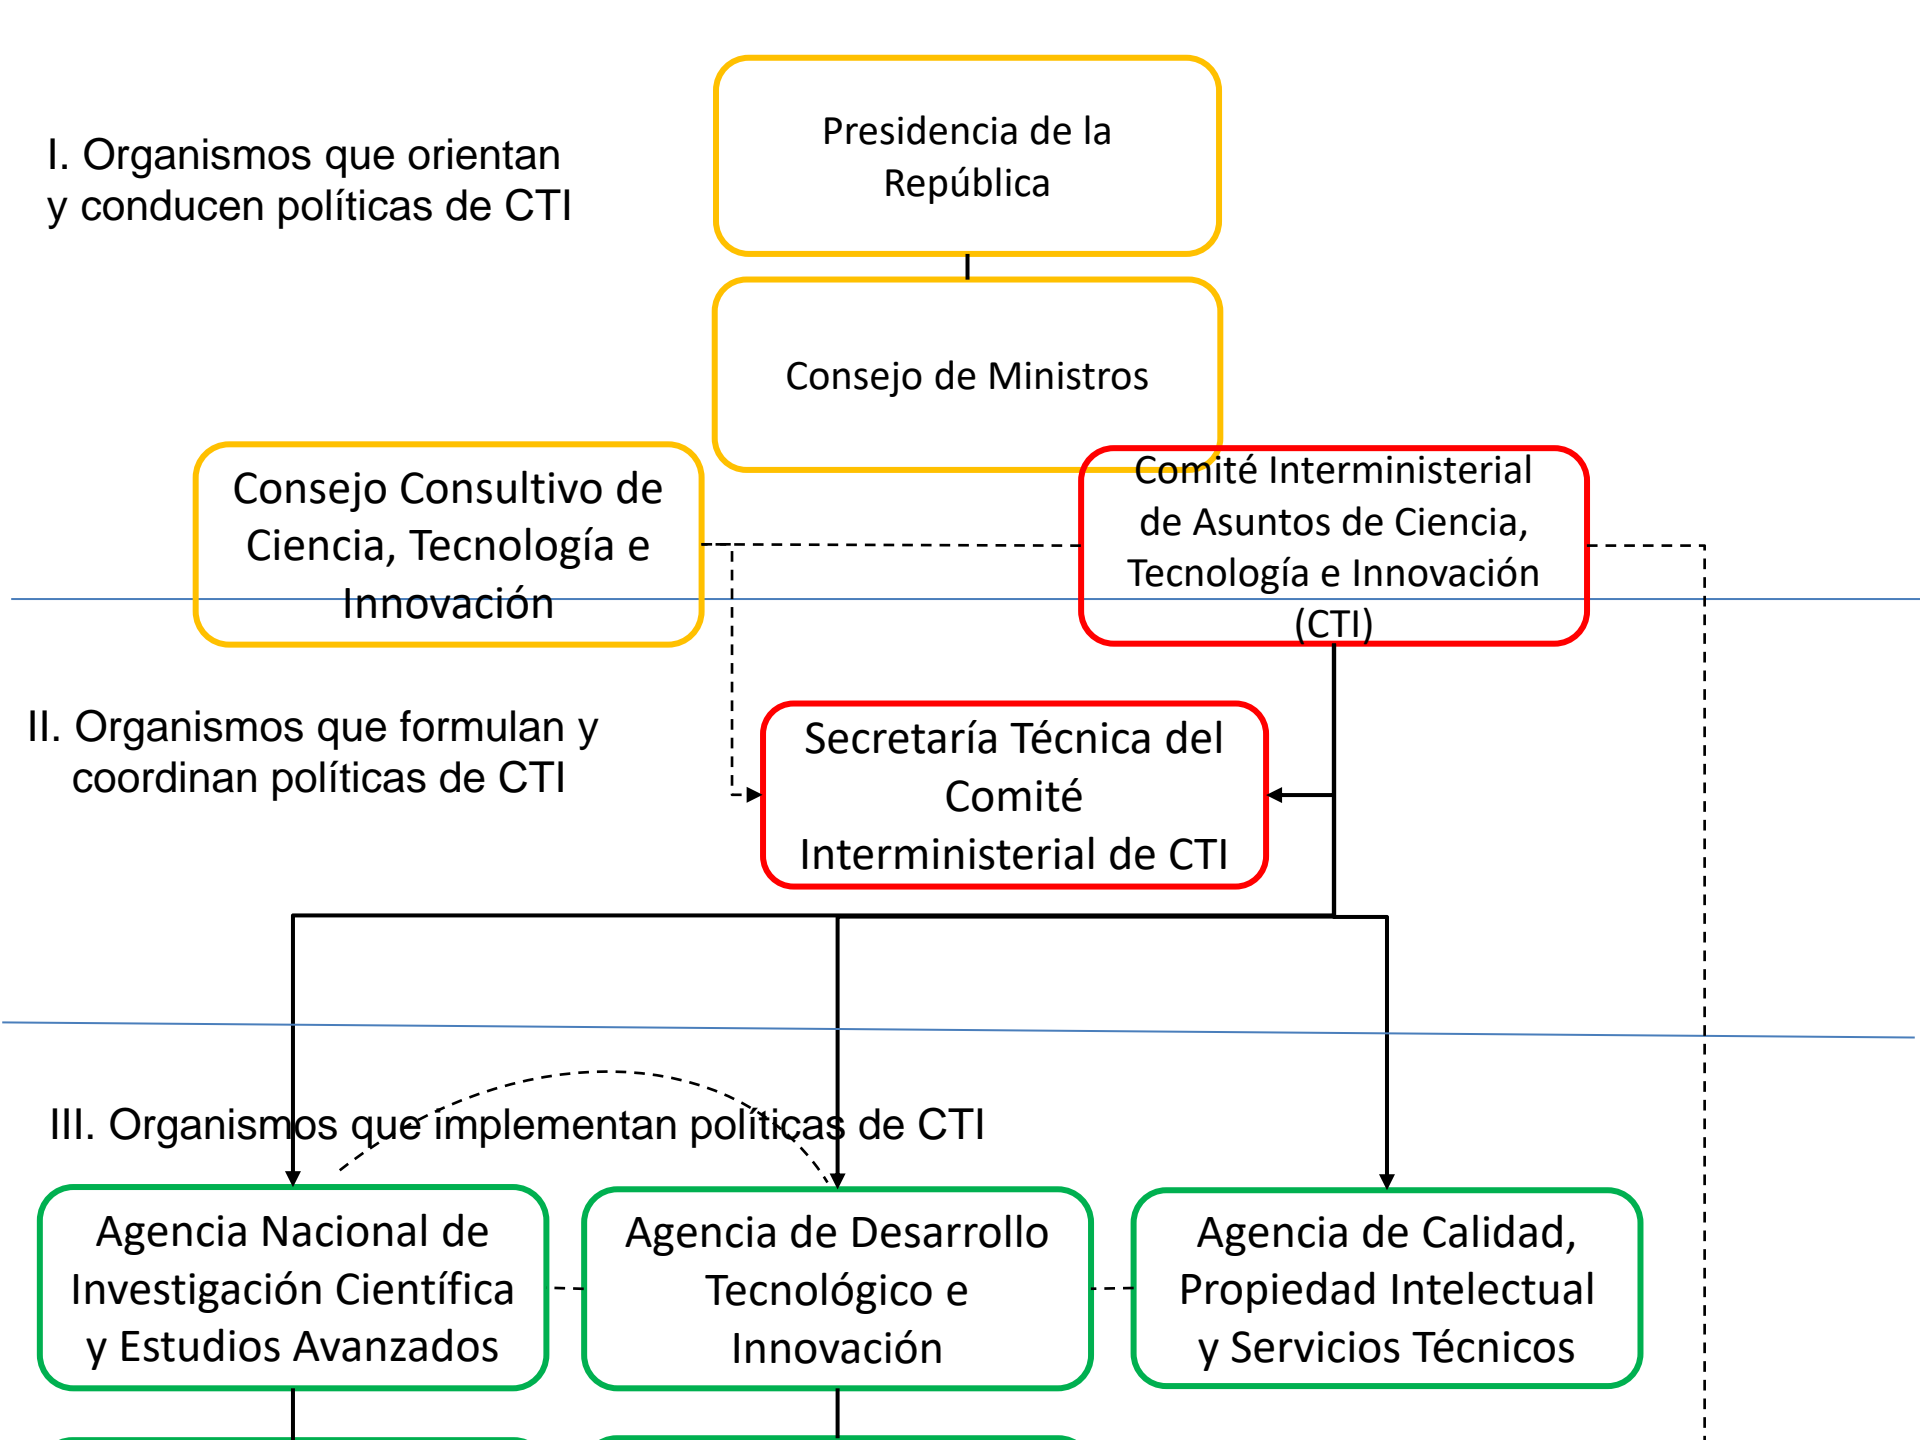 Presidencia de la
República
I. Organismos que orientan
y conducen políticas de CTI
Consejo de Ministros
Consejo Consultivo de
Ciencia, Tecnología e
Innovación
Comité Interministerial
de Asuntos de Ciencia,
Tecnología e Innovación
(CTI)
II. Organismos que formulan y
coordinan políticas de CTI
Secretaría Técnica del
Comité
Interministerial de CTI
III. Organismos que implementan políticas de CTI
Agencia Nacional de
Investigación Científica
y Estudios Avanzados
Agencia de Desarrollo
Tecnológico e
Innovación
Agencia de Calidad,
Propiedad Intelectual
y Servicios Técnicos